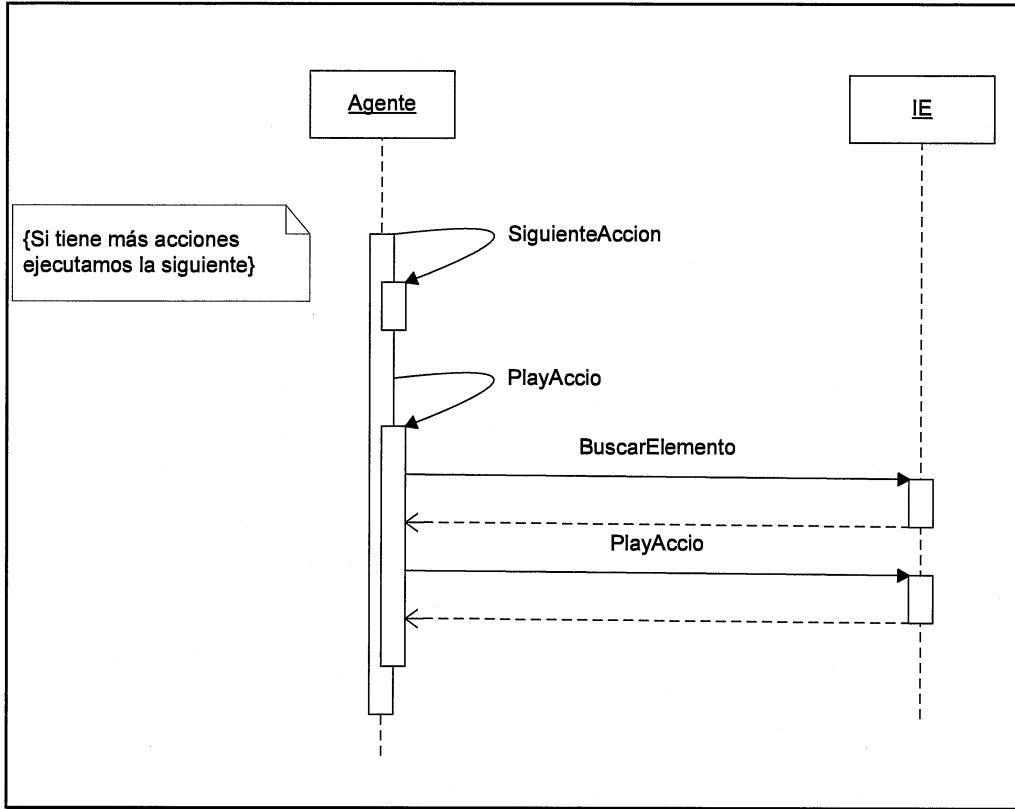 Agente
IE
{Si tiene más acciones
ejecutamos la siguiente}
SiguienteAccion
PlayAccio
BuscarElemento
PlayAccio